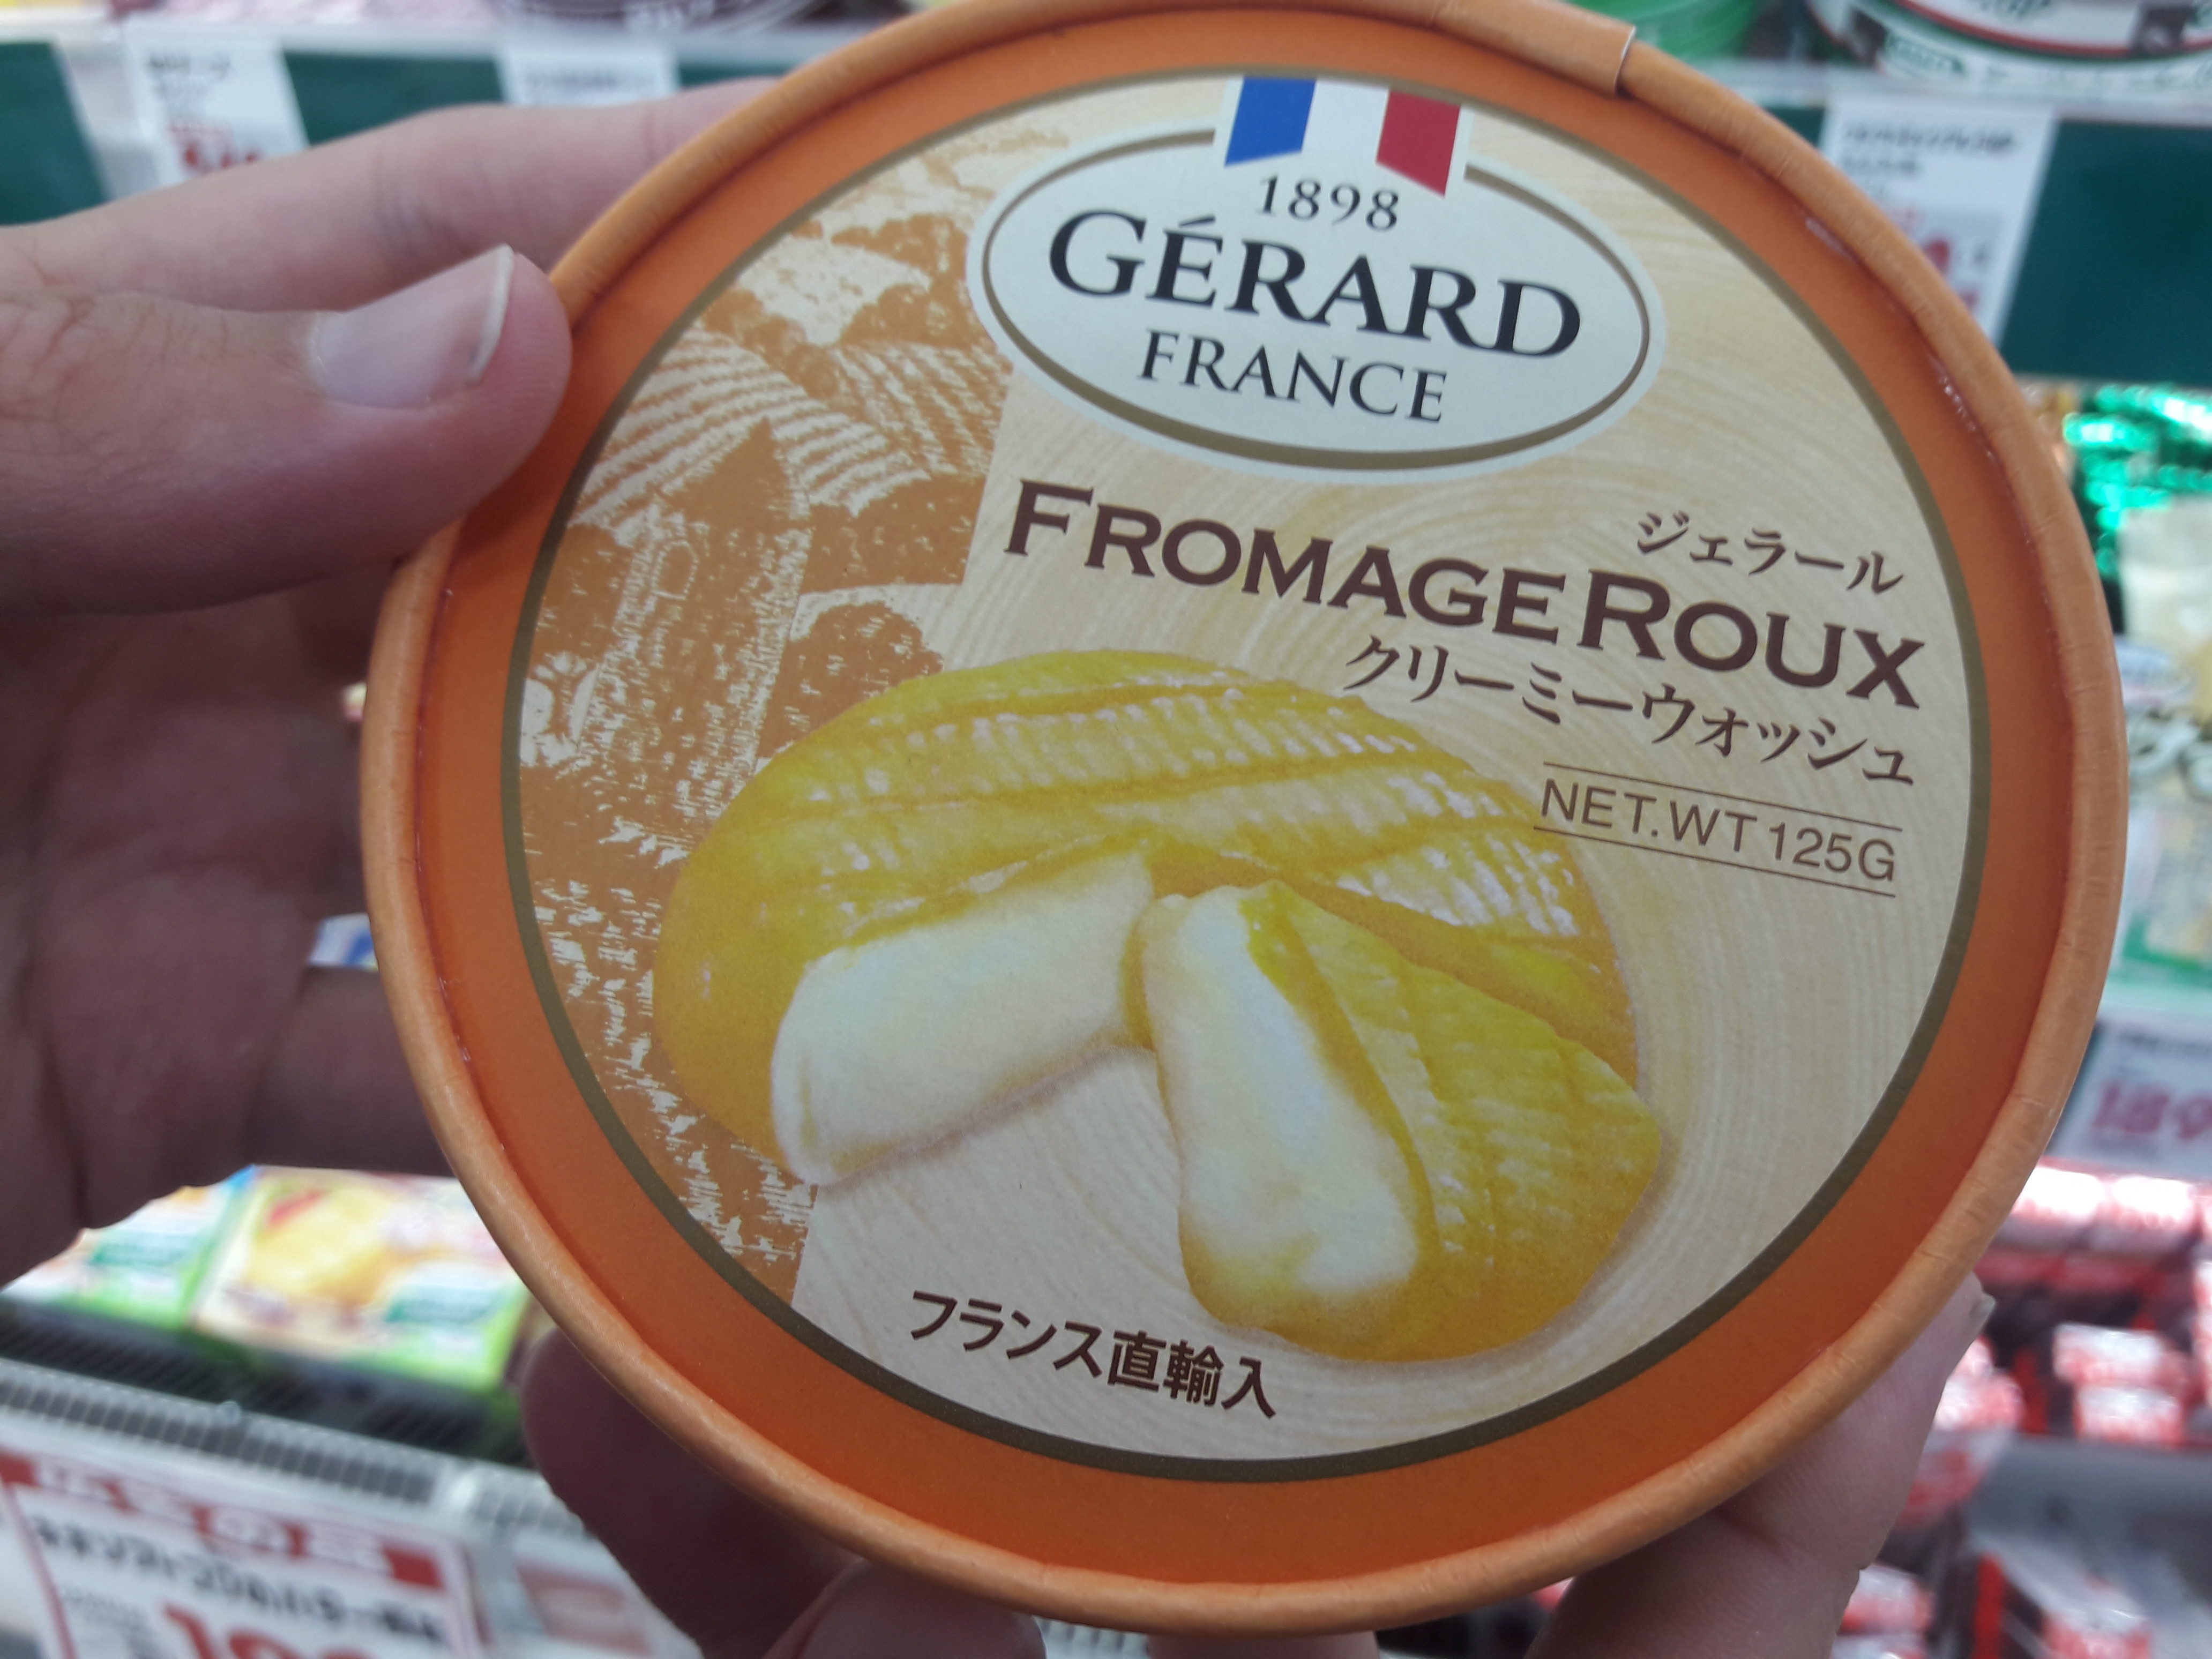 1898
GÉRARD
FRANCE
ジェラール
FROMAGE ROUX
クリーミーウォッシュ
NET.WT 125G
フランス直輸入
189